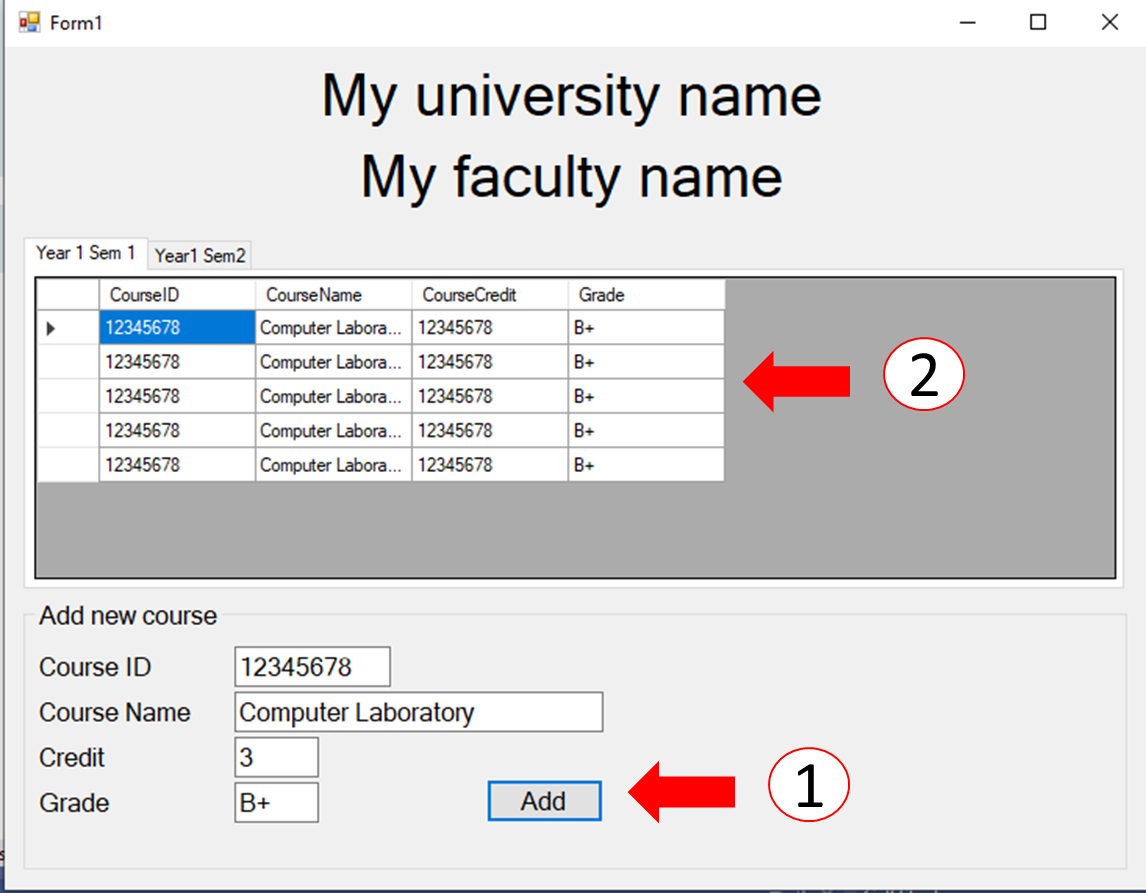 Form1
My university name
My faculty name
Year 1 Sem 1 Year1 Sem2
CourseID CourseName CourseCredit Grade
12345678 Computer Labora... 12345678 B+
12345678 Computer Labora... 12345678 B+
12345678 Computer Labora... 12345678 B+
12345678 Computer Labora... 12345678 B+
12345678 Computer Labora... 12345678 B+
2
Add new course
Course ID 12345678
Course Name Computer Laboratory
Credit 3
Grade B+ Add 1